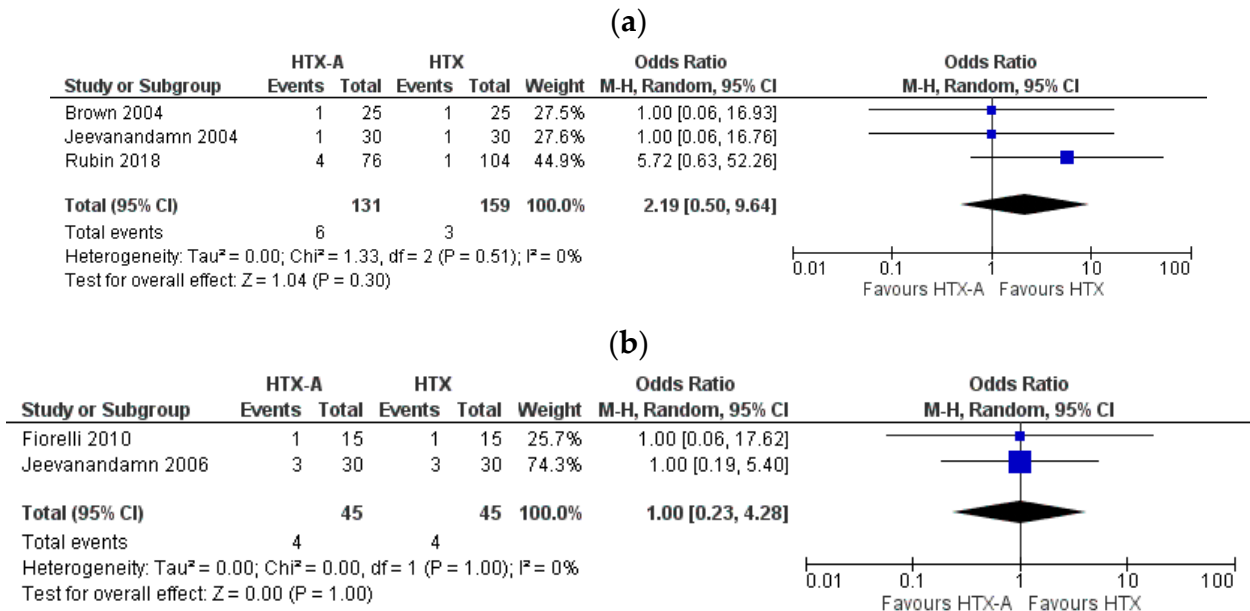 (a)
HTX-A HTX Odds Ratio Odds Ratio
Study or Subgroup Events Total Events Total Weight M-H, Random, 95% CI M-H, Random, 95% CI
Brown 2004 1 25 1 25 27.5% 1.00 [0.06, 16.93]
Jeevanandamn 2004 1 30 1 30 27.6% 1.00 [0.06, 16.76]
Rubin 2018 4 76 1 104 44.9% 5.72 [0.63, 52.26]
Total (95% CI) 131 159 100.0% 2.19 [0.50, 9.64]
Total events 6 3
Heterogeneity: Tau² = 0.00; Chi² = 1.33, df = 2 (P = 0.51); I² = 0%
Test for overall effect: Z = 1.04 (P = 0.30)
0.01 0.1 1 10 100
Favours HTX-A Favours HTX
(b)
HTX-A HTX Odds Ratio Odds Ratio
Study or Subgroup Events Total Events Total Weight M-H, Random, 95% CI M-H, Random, 95% CI
Fiorelli 2010 1 15 1 15 25.7% 1.00 [0.06, 17.62]
Jeevanandamn 2006 3 30 3 30 74.3% 1.00 [0.19, 5.40]
Total (95% CI) 45 45 100.0% 1.00 [0.23, 4.28]
Total events 4 4
Heterogeneity: Tau² = 0.00; Chi² = 0.00, df = 1 (P = 1.00); I² = 0%
Test for overall effect: Z = 0.00 (P = 1.00)
0.01 0.1 1 10 100
Favours HTX-A Favours HTX